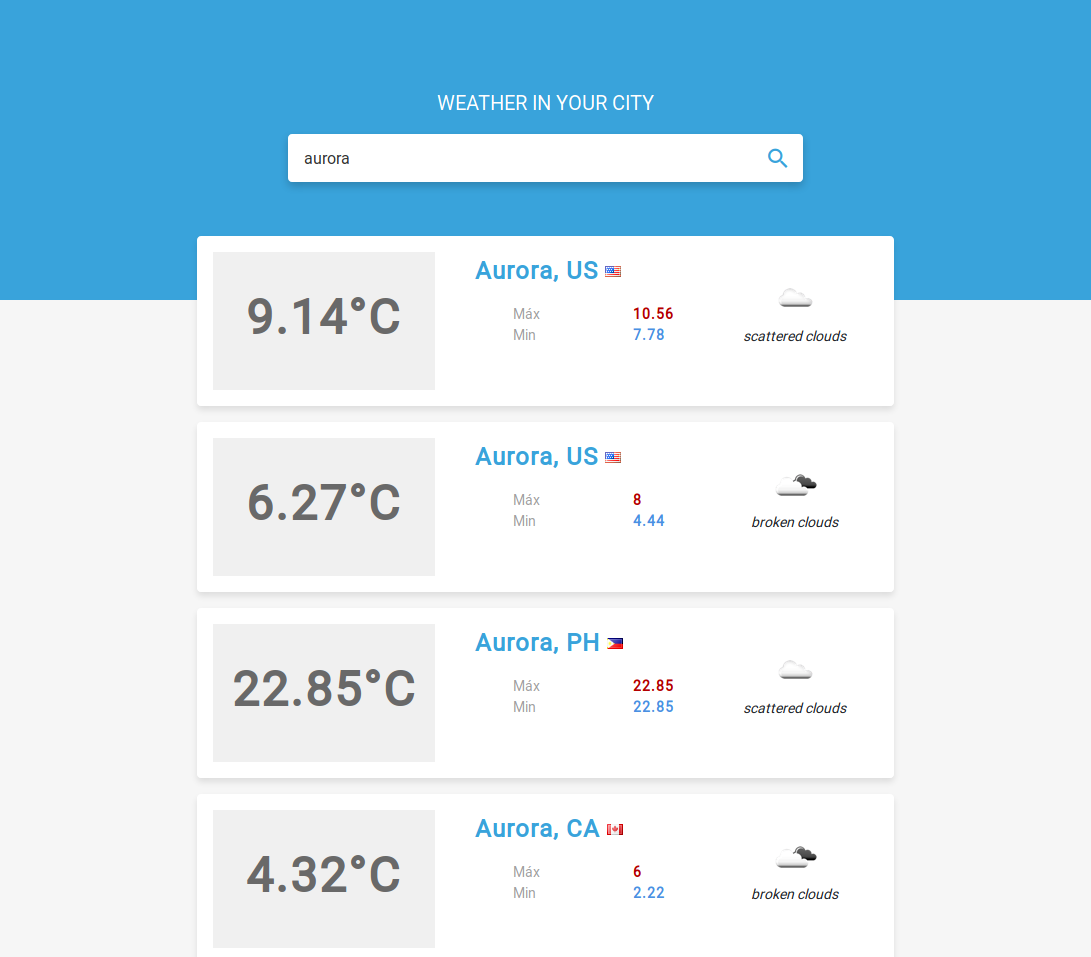 WEATHER IN YOUR CITY
aurora
9.14°C
Aurora, US
Máx 10.56
Min 7.78
scattered clouds
6.27°C
Aurora, US
Máx 8
Min 4.44
broken clouds
22.85°C
Aurora, PH
Máx 22.85
Min 22.85
scattered clouds
4.32°C
Aurora, CA
Máx 6
Min 2.22
broken clouds